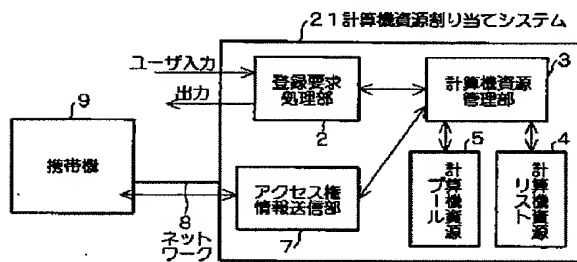 21計算機資源割り当てシステム
ユーザ入力
出力
登録要求
処理部
2
3
計算機資源
管理部
9
携帯機
8
ネット
ワーク
アクセス権
情報送信部
7
5
計算機資源
プール
4
計算機資源
リスト